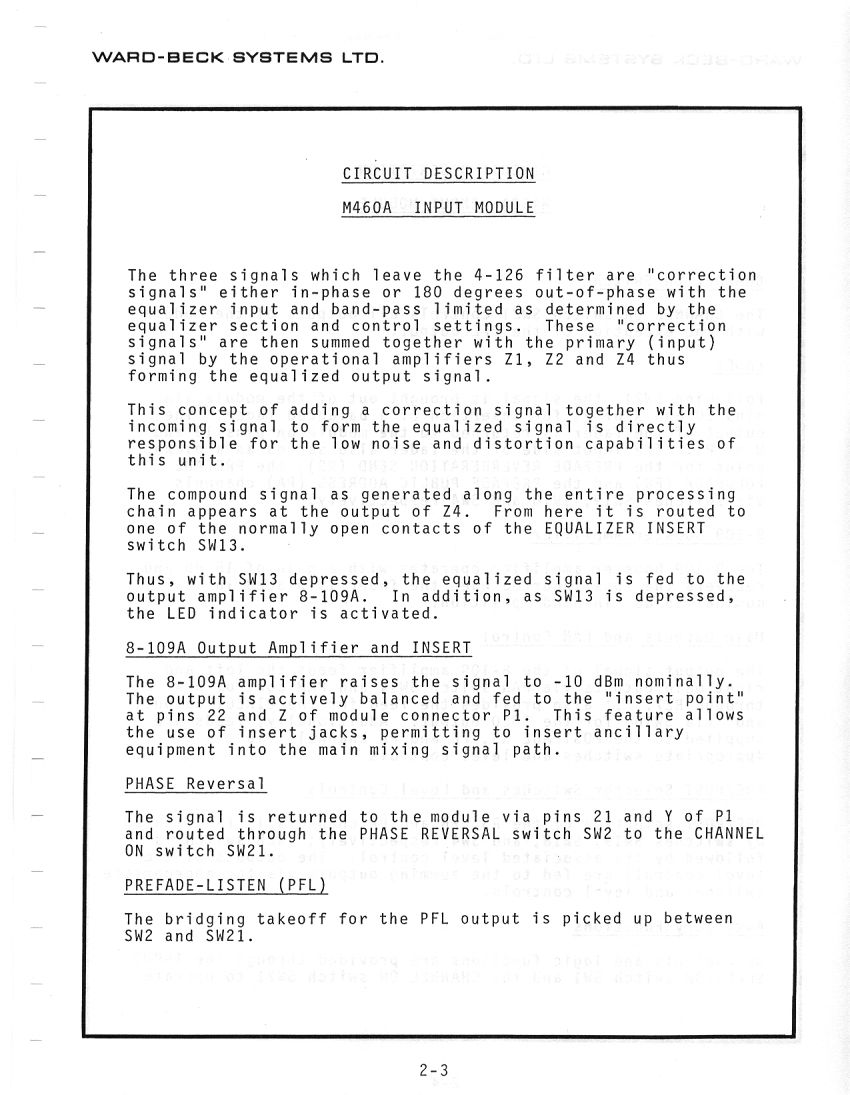 WARD-BECK SYSTEMS LTD.
CIRCUIT DESCRIPTION
M460A INPUT MODULE
The three signals which leave the 4-126 filter are "correction
signals" either in-phase or 180 degrees out-of-phase with the
equalizer input and band-pass limited as determined by the
equalizer section and control settings. These "correction
signals" are then summed together with the primary (input)
signal by the operational amplifiers Z1, Z2 and Z4 thus
forming the equalized output signal.
This concept of adding a correction signal together with the
incoming signal to form the equalized signal is directly
responsible for the low noise and distortion capabilities of
this unit.
The compound signal as generated along the entire processing
chain appears at the output of Z4. From here it is routed to
one of the normally open contacts of the EQUALIZER INSERT
switch SW13.
Thus, with SW13 depressed, the equalized signal is fed to the
output amplifier 8-109A. In addition, as SW13 is depressed,
the LED indicator is activated.
8-109A Output Amplifier and INSERT
The 8-109A amplifier raises the signal to -10 dBm nominally.
The output is actively balanced and fed to the "insert point"
at pins 22 and Z of module connector P1. This feature allows
the use of insert jacks, permitting to insert ancillary
equipment into the main mixing signal path.
PHASE Reversal
The signal is returned to the module via pins 21 and Y of P1
and routed through the PHASE REVERSAL switch SW2 to the CHANNEL
ON switch SW21.
PREFADE-LISTEN (PFL)
The bridging takeoff for the PFL output is picked up between
SW2 and SW21.
2-3